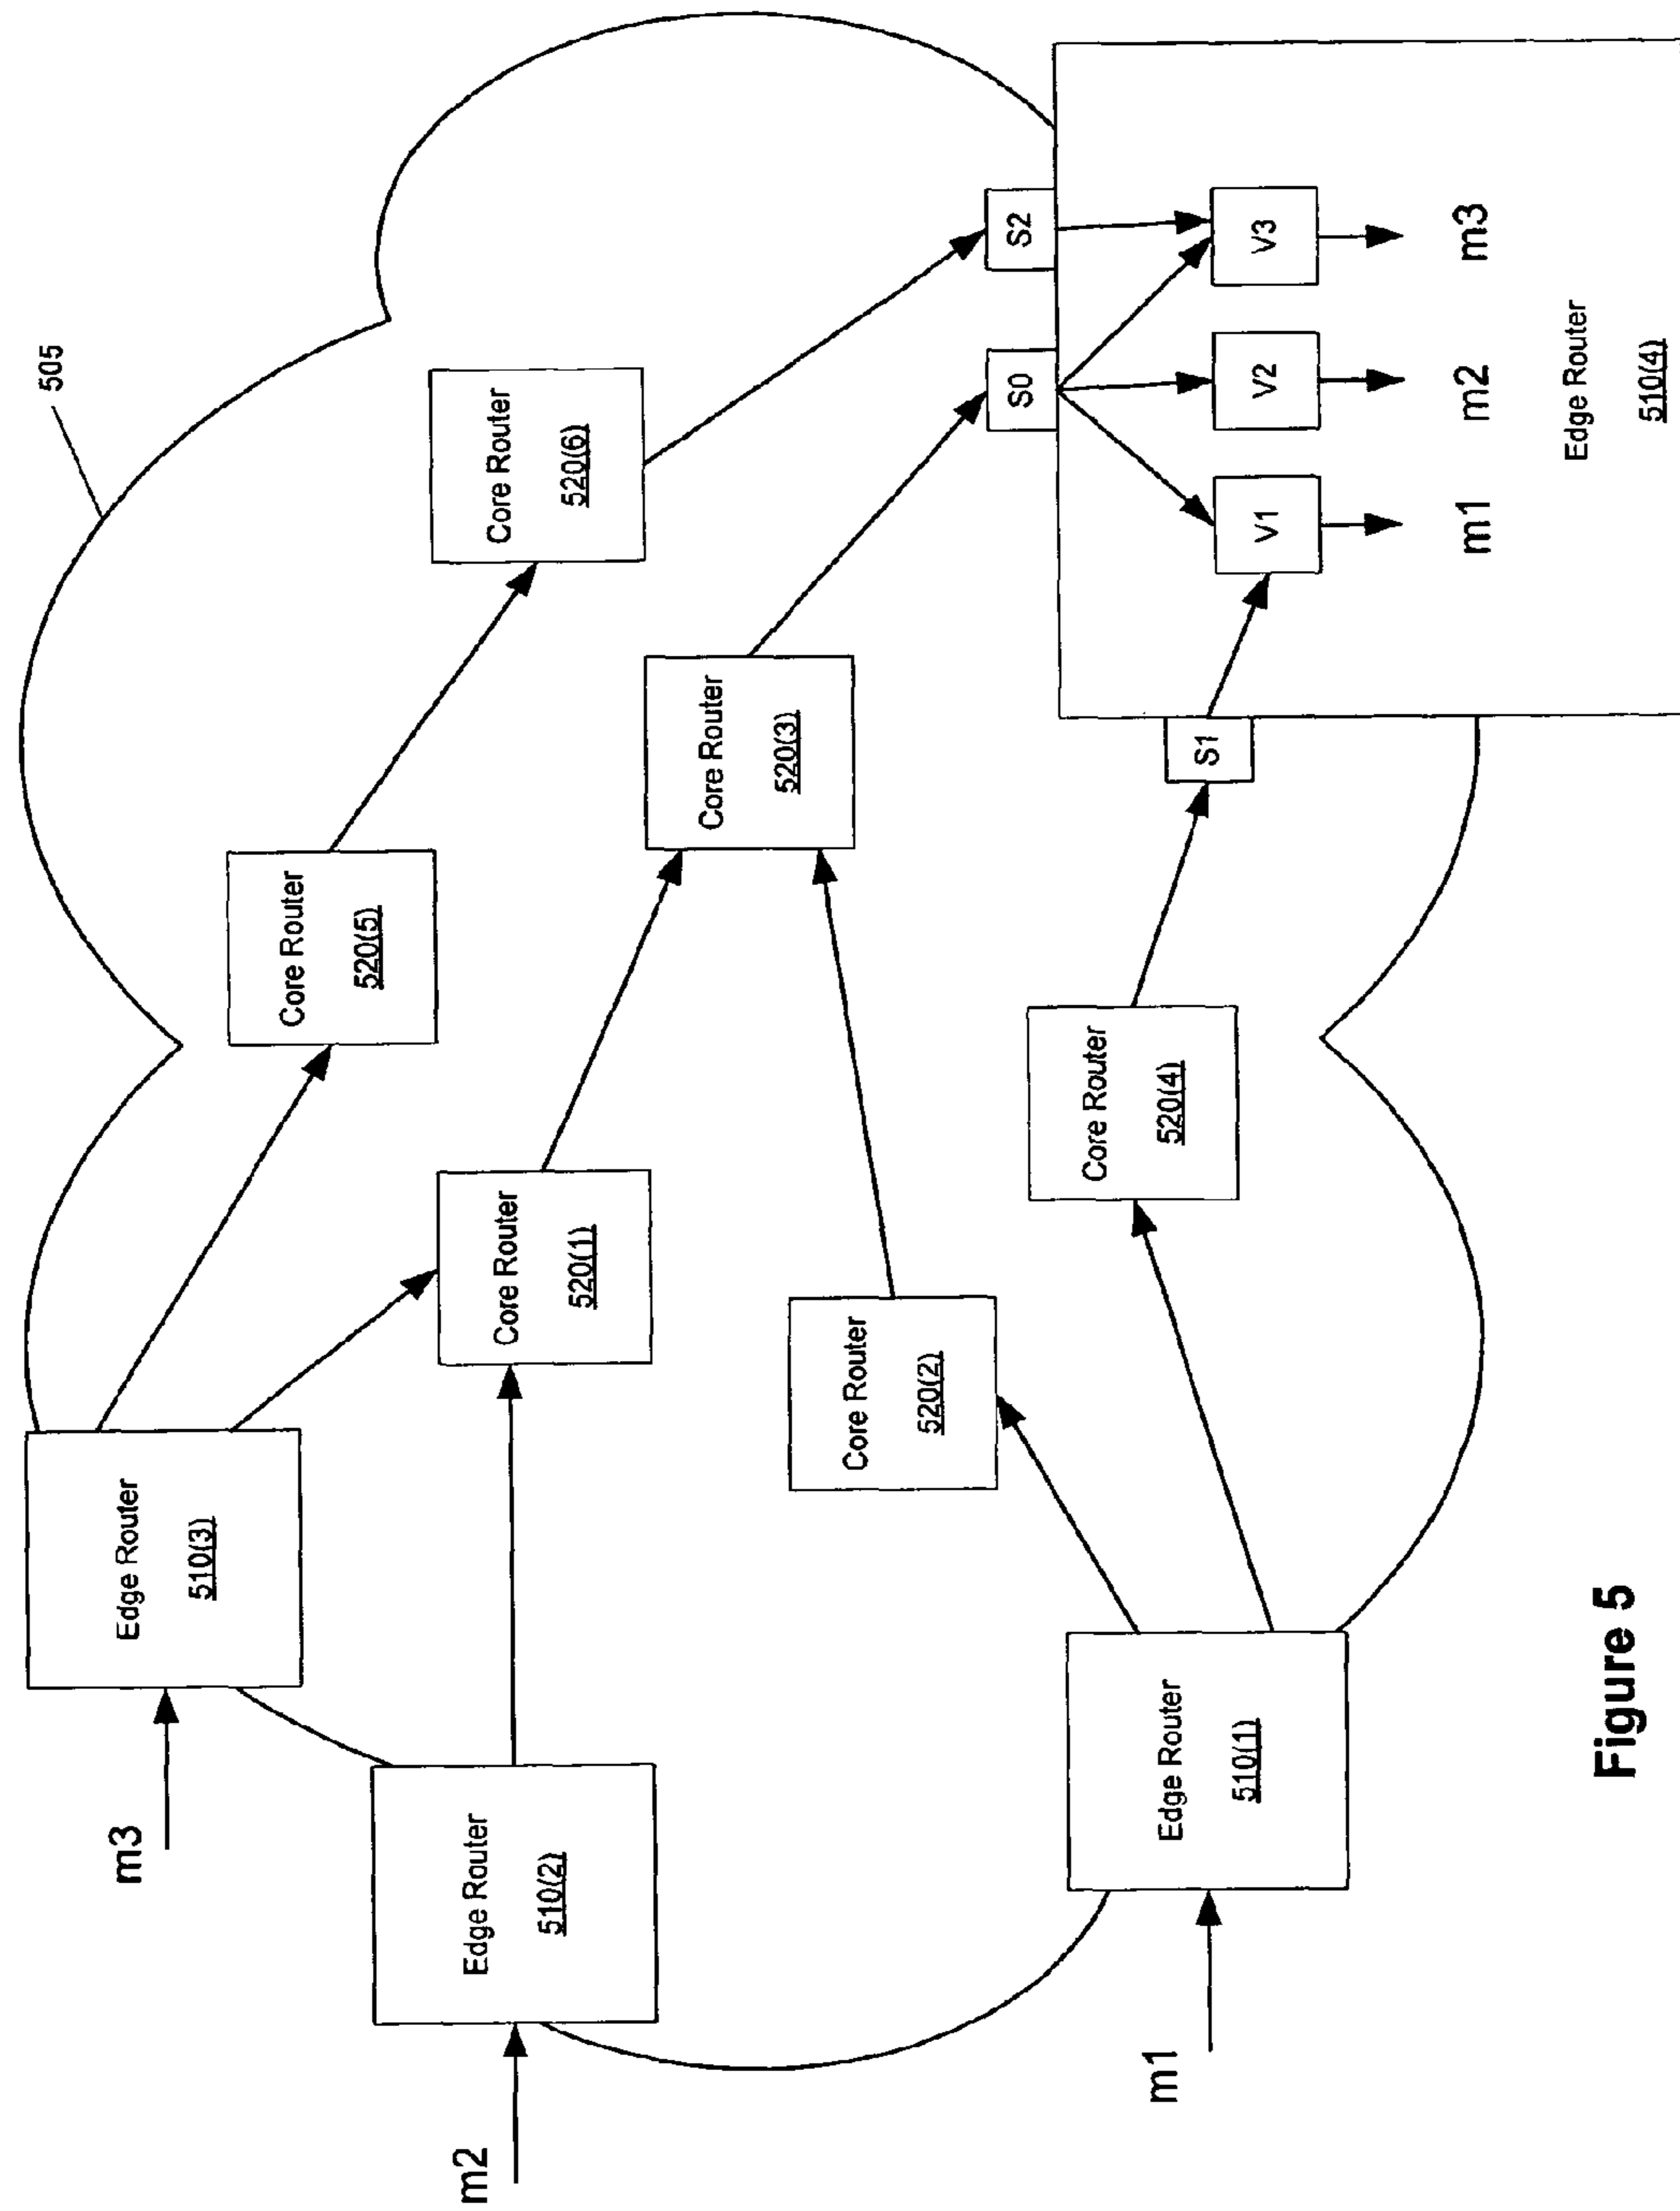 505
m3
Edge Router
510(3)
Core Router
520(5)
Core Router
520(6)
m2
Edge Router
510(2)
Core Router
520(1)
Core Router
520(3)
Core Router
520(2)
S0
S2
m1
Edge Router
510(1)
Core Router
520(4)
S1
V1
V2
V3
m1
m2
m3
Edge Router
510(4)
Figure 5